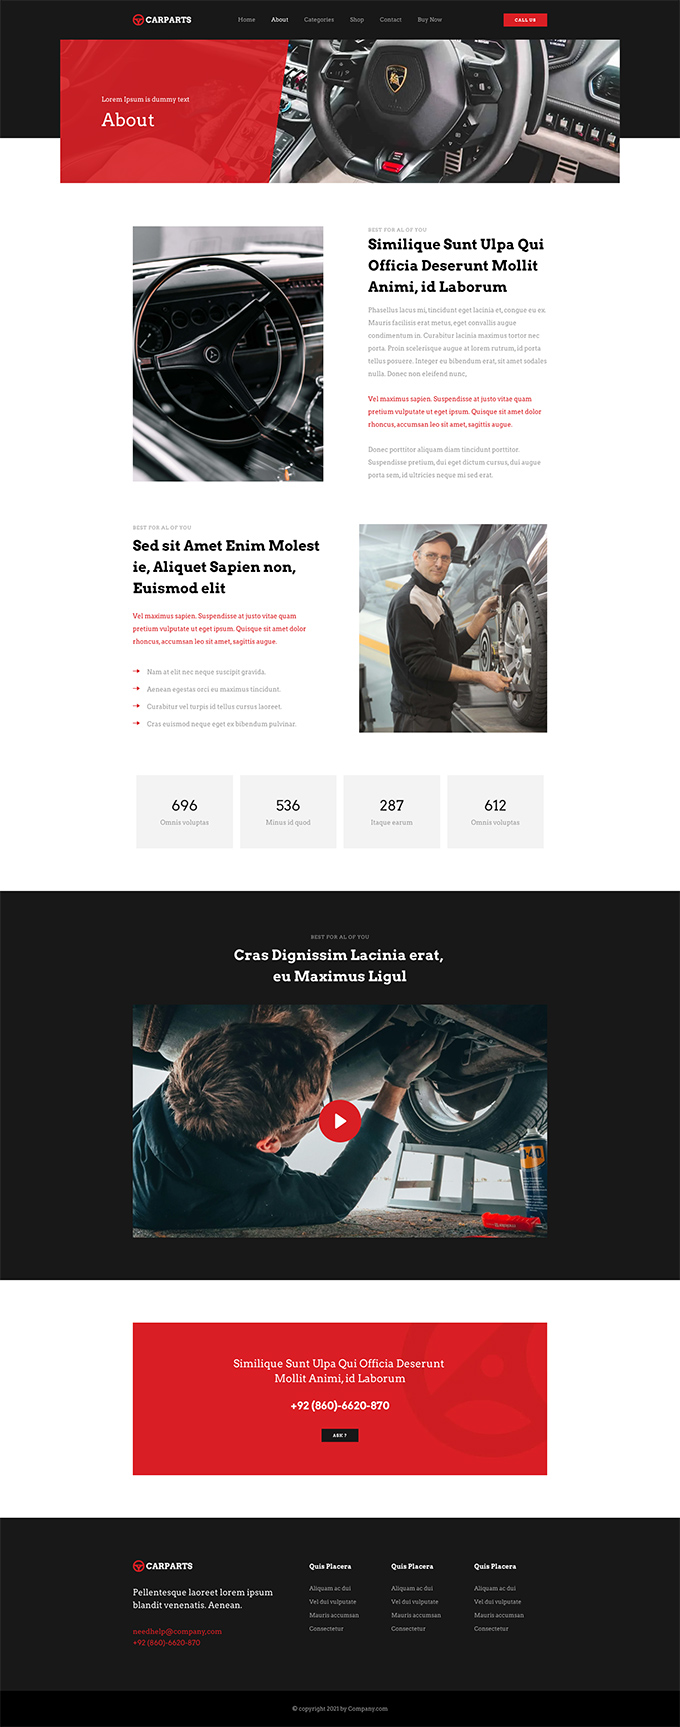 CARPARTS
Home About Categories Shop Contact Buy Now
CALL US
Lorem Ipsum is dummy text
About
BEST FOR AL OF YOU
Similique Sunt Ulpa Qui
Officia Deserunt Mollit
Animi, id Laborum
Phasellus lacus mi, tincidunt eget lacinia et, congue eu ex.
Mauris facilisis erat metus, eget convallis augue
condimentum in. Curabitur lacinia maximus tortor nec
porta. Proin scelerisque augue at lorem rutrum, id porta
tellus posuere. Integer eu bibendum erat, sit amet sodales
nulla. Donec non eleifend nunc,
Vel maximus sapien. Suspendisse at justo vitae quam
pretium vulputate ut eget ipsum. Quisque sit amet dolor
rhoncus, accumsan leo sit amet, sagittis augue.
Donec porttitor aliquam diam tincidunt porttitor.
Suspendisse pretium, dui eget dictum cursus, dui augue
porta sem, id ultricies neque mi sed erat.
BEST FOR AL OF YOU
Sed sit Amet Enim Molest
ie, Aliquet Sapien non,
Euismod elit
Vel maximus sapien. Suspendisse at justo vitae quam
pretium vulputate ut eget ipsum. Quisque sit amet dolor
rhoncus, accumsan leo sit amet, sagittis augue.
Nam at elit nec neque suscipit gravida.
Aenean egestas orci eu maximus tincidunt.
Curabitur vel turpis id tellus cursus laoreet.
Cras euismod neque eget ex bibendum pulvinar.
696
Omnis voluptas
536
Minus id quod
287
Itaque earum
612
Omnis voluptas
BEST FOR AL OF YOU
Cras Dignissim Lacinia erat,
eu Maximus Ligul
Similique Sunt Ulpa Qui Officia Deserunt
Mollit Animi, id Laborum
+92 (860)-6620-870
ASK ?
CARPARTS
Pellentesque laoreet lorem ipsum
blandit venenatis. Aenean.
needhelp@company.com
+92 (860)-6620-870
Quis Placera
Aliquam ac dui
Vel dui vulputate
Mauris accumsan
Consectetur
Quis Placera
Aliquam ac dui
Vel dui vulputate
Mauris accumsan
Consectetur
Quis Placera
Aliquam ac dui
Vel dui vulputate
Mauris accumsan
Consectetur
© copyright 2021 by Company.com